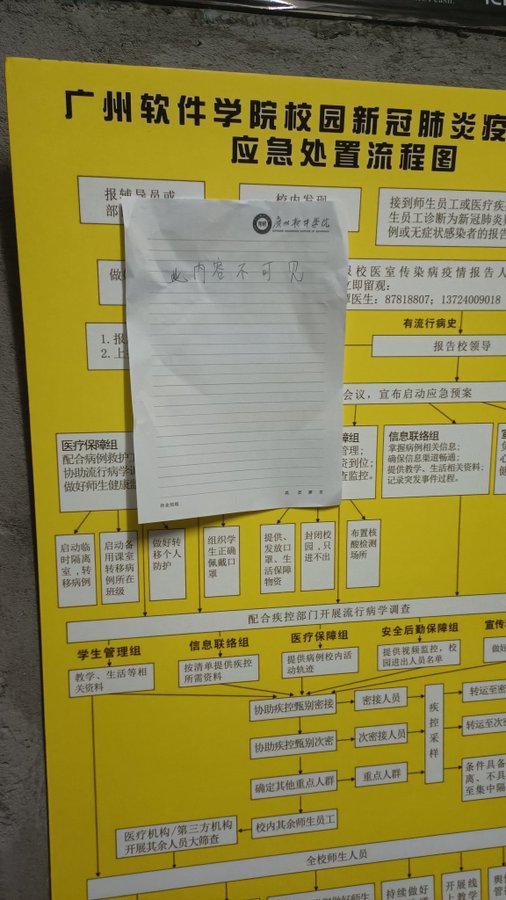 广州软件学院校园新冠肺炎疫
应急处置流程图
报辅导员或
校内发现
接到师生员工或医疗疾
生员工诊断为新冠肺炎
例或无症状感染者的报告
广州软件学院
此内容不可见
校医室传染病疫情报告人
立即留观:
医生:87818807;13724009018
有流行病史
报告校领导
会议,宣布启动应急预案
1.报
2.上
医疗保障组
配合病例救护
协助流行病学
做好师生健康
信息联络组
掌握病例相关信息;
确保信息渠道畅通;
提供教学、生活相关资料;
记录突发事件过程。
启动临
时隔离
室,转
移病例
启动备
用课室
转移病
例所在
班级
做好转
移个人
防护
组织学
生正确
佩戴口
罩
提供、
发放口
罩、生
活保障
物资
封闭校
园,只
进不出
布置核
酸检测
场所
配合疾控部门开展流行病学调查
学生管理组
教学、生活等相
关资料
信息联络组
按清单提供疾控
所需资料
医疗保障组
提供病例校内活
动轨迹
安全后勤保障组
提供视频监控,校
园进出人员名单
宣传
协助疾控甄别密接
密接人员
疾控采样
转运至密
协助疾控甄别次密
次密接人员
转运至密
确定其他重点人群
重点人群
条件具备
离、不具
至集中隔
校内其余师生员工
医疗机构/第三方机构
开展其余人员大筛查
全校师生人员
持续做好
开展线
上教学